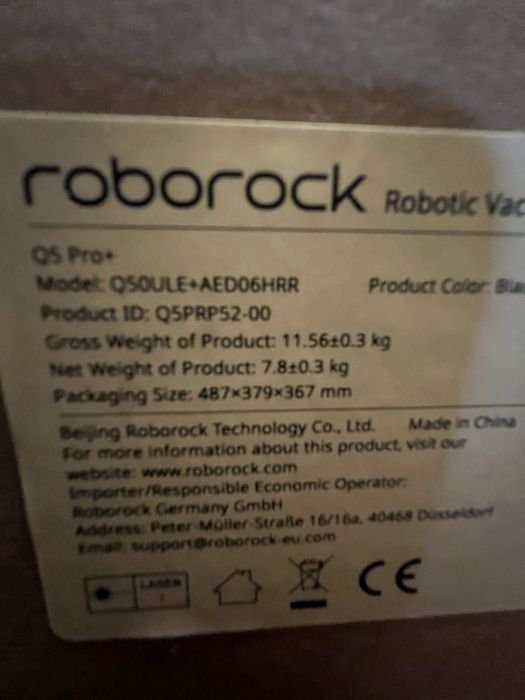 roborock Robotic Vac
Q5 Pro+
Model: Q50ULE+AED06HRR Product Color: Bla
Product ID: Q5PRP52-00
Gross Weight of Product: 11.56±0.3 kg
Net Weight of Product: 7.8±0.3 kg
Packaging Size: 487×379×367 mm
Beijing Roborock Technology Co., Ltd. Made in China
For more information about this product, visit our
website: www.roborock.com
Importer/Responsible Economic Operator:
Roborock Germany GmbH
Address: Peter-Müller-Straße 16/16a, 40468 Düsseldorf
Email: support@roborock-eu.com
LASER
1
CE